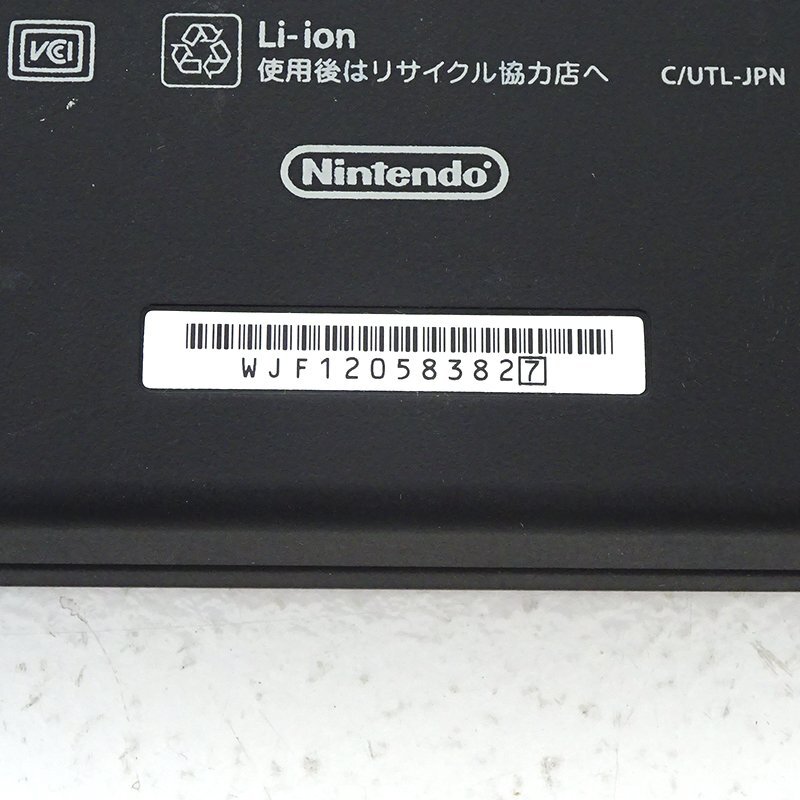 VCCI
Li-ion
使用後はリサイクル協力店へ
C/UTL-JPN
Nintendo
WJF120583827